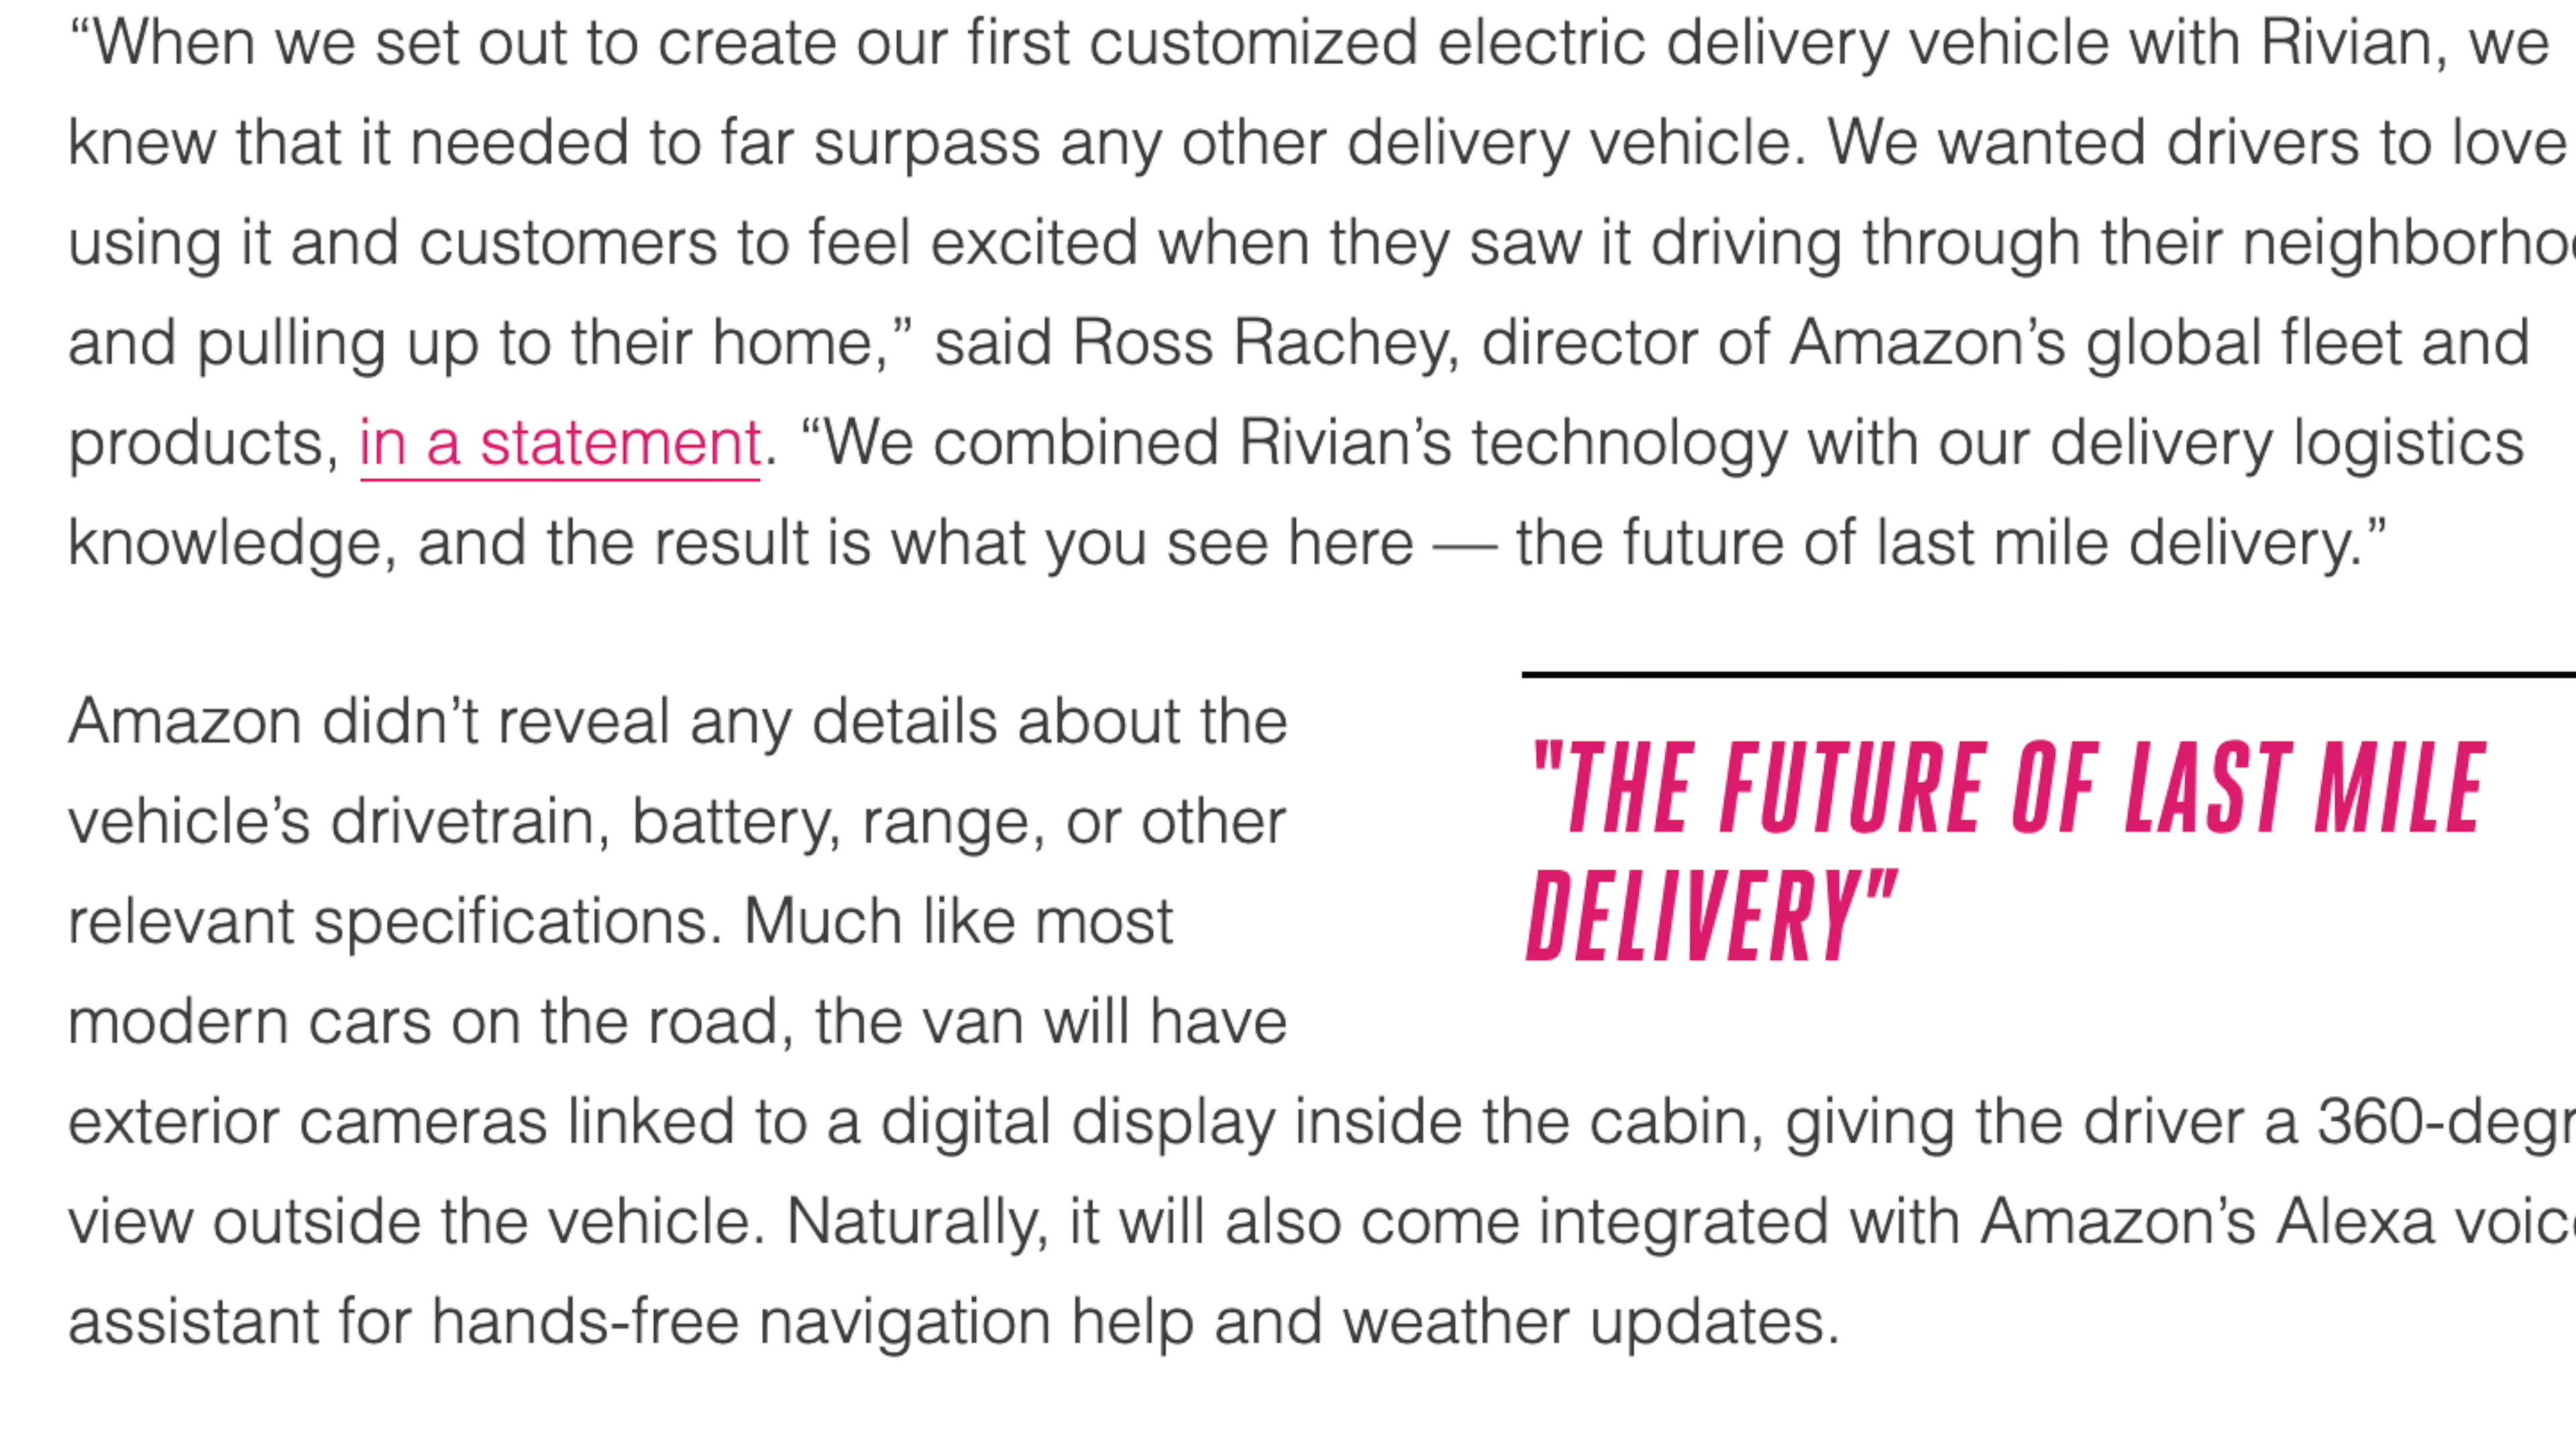 “When we set out to create our first customized electric delivery vehicle with Rivian, we
knew that it needed to far surpass any other delivery vehicle. We wanted drivers to love
using it and customers to feel excited when they saw it driving through their
and pulling up to their home,” said Ross Rachey, director of Amazon’s global fleet and
products, in a statement. “We combined Rivian’s technology with our delivery logistics
knowledge, and the result is what you see here — the future of last mile delivery.”
Amazon didn’t reveal any details about the
vehicle’s drivetrain, battery, range, or other
relevant specifications. Much like most
modern cars on the road, the van will have
exterior cameras linked to a digital display inside the cabin, giving the driver a
view outside the vehicle. Naturally, it will also come integrated with Amazon’s Alexa
assistant for hands-free navigation help and weather updates.
"THE FUTURE OF LAST MILE
DELIVERY"